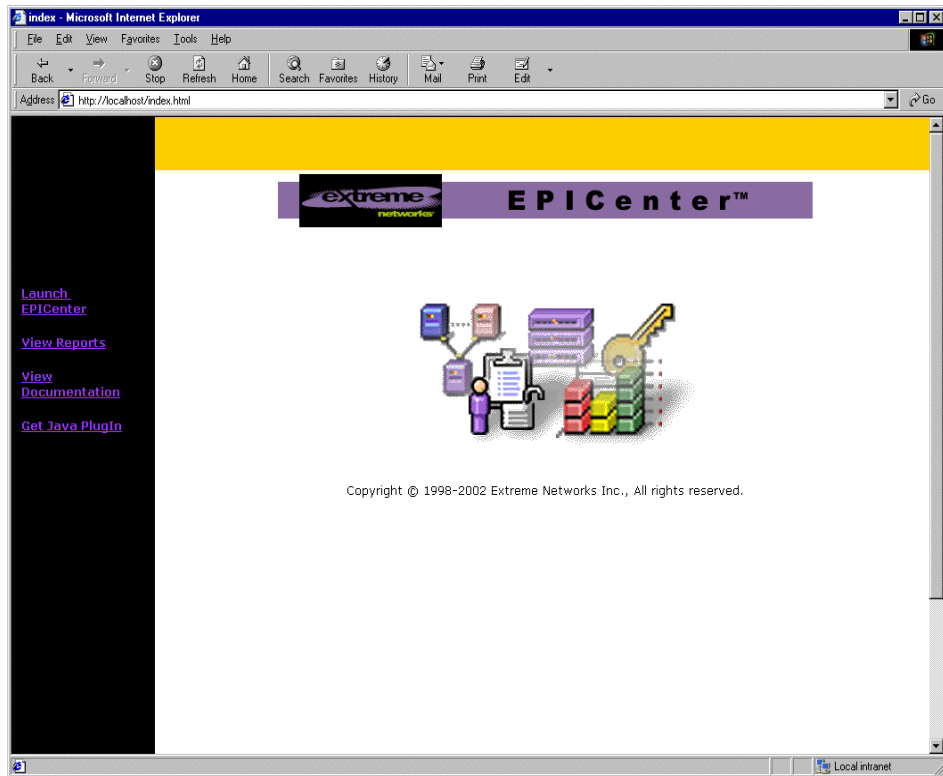 index - Microsoft Internet Explorer
File Edit View Favorites Tools Help
Back Forward Stop Refresh Home Search Favorites History Mail Print Edit
Address http://localhost/index.html Go
extreme
networks
EPICenter™
Launch
EPICenter
View Reports
View
Documentation
Get Java PlugIn
Copyright © 1998-2002 Extreme Networks Inc., All rights reserved.
Local intranet